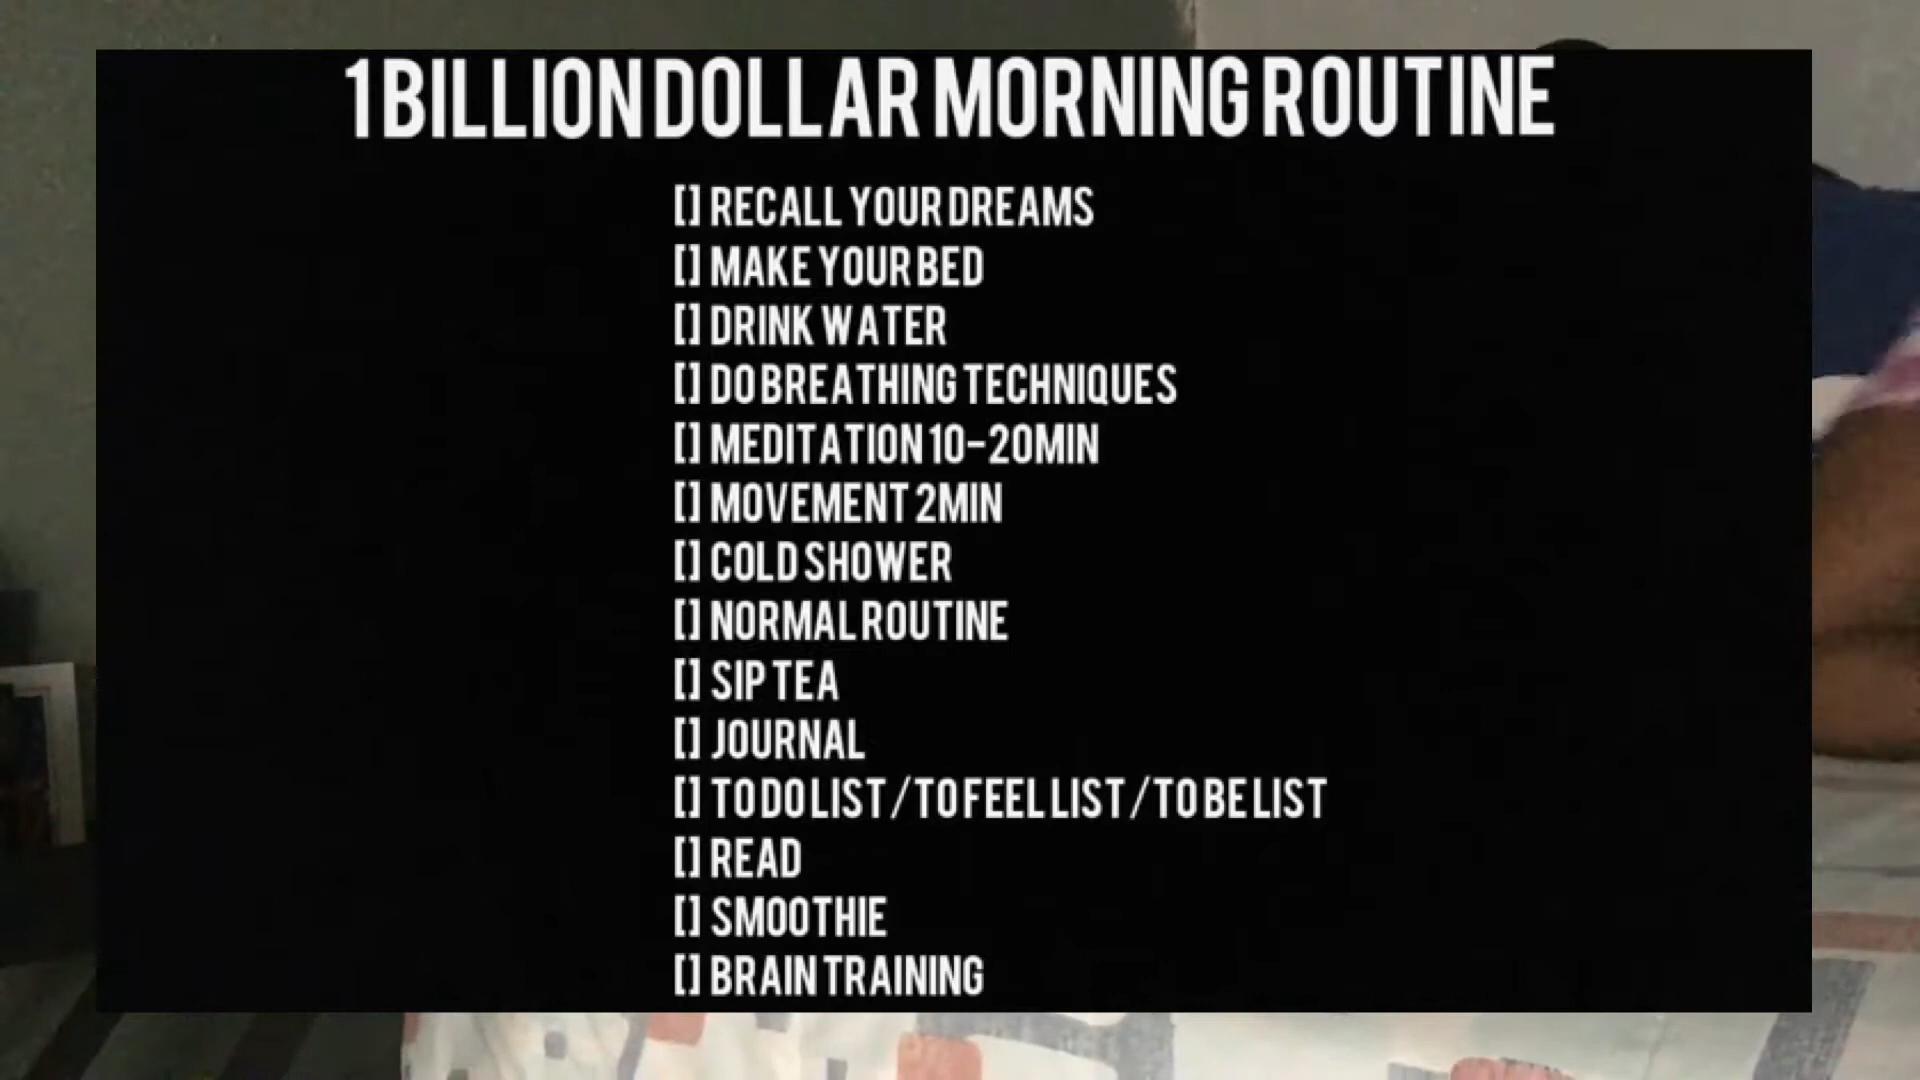 1 BILLION DOLLAR MORNING ROUTINE
[] RECALL YOUR DREAMS
[] MAKE YOUR BED
[] DRINK WATER
[] DO BREATHING TECHNIQUES
[] MEDITATION 10-20MIN
[] MOVEMENT 2MIN
[] COLD SHOWER
[] NORMAL ROUTINE
[] SIP TEA
[] JOURNAL
[] TO DO LIST / TO FEEL LIST / TO BE LIST
[] READ
[] SMOOTHIE
[] BRAIN TRAINING